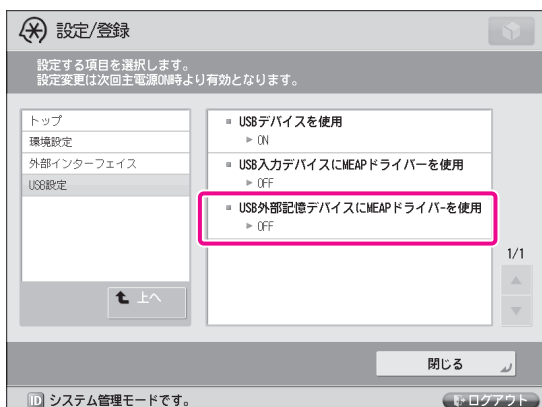 設定/登録
設定する項目を選択します。
設定変更は次回主電源ON時より有効となります。
トップ
環境設定
外部インターフェイス
USB設定
上へ
USBデバイスを使用
ON
USB入力デバイスにMEAPドライバーを使用
OFF
USB外部記憶デバイスにMEAPドライバｰを使用
OFF
1/1
閉じる
ID システム管理モードです。
ログアウト